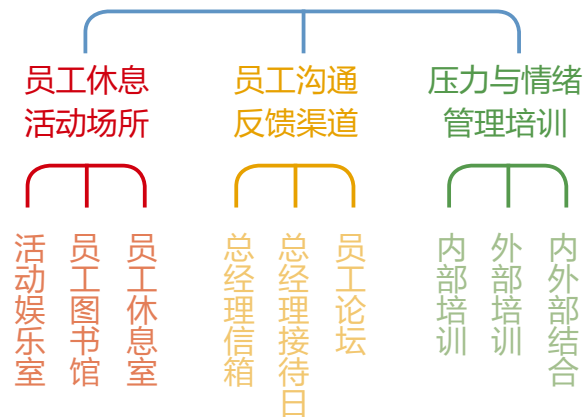 员工休息
活动场所
员工沟通
反馈渠道
压力与情绪
管理培训
活动娱乐室
员工图书馆
员工休息室
总经理信箱
总经理接待日
员工论坛
内部培训
外部培训
内外部结合